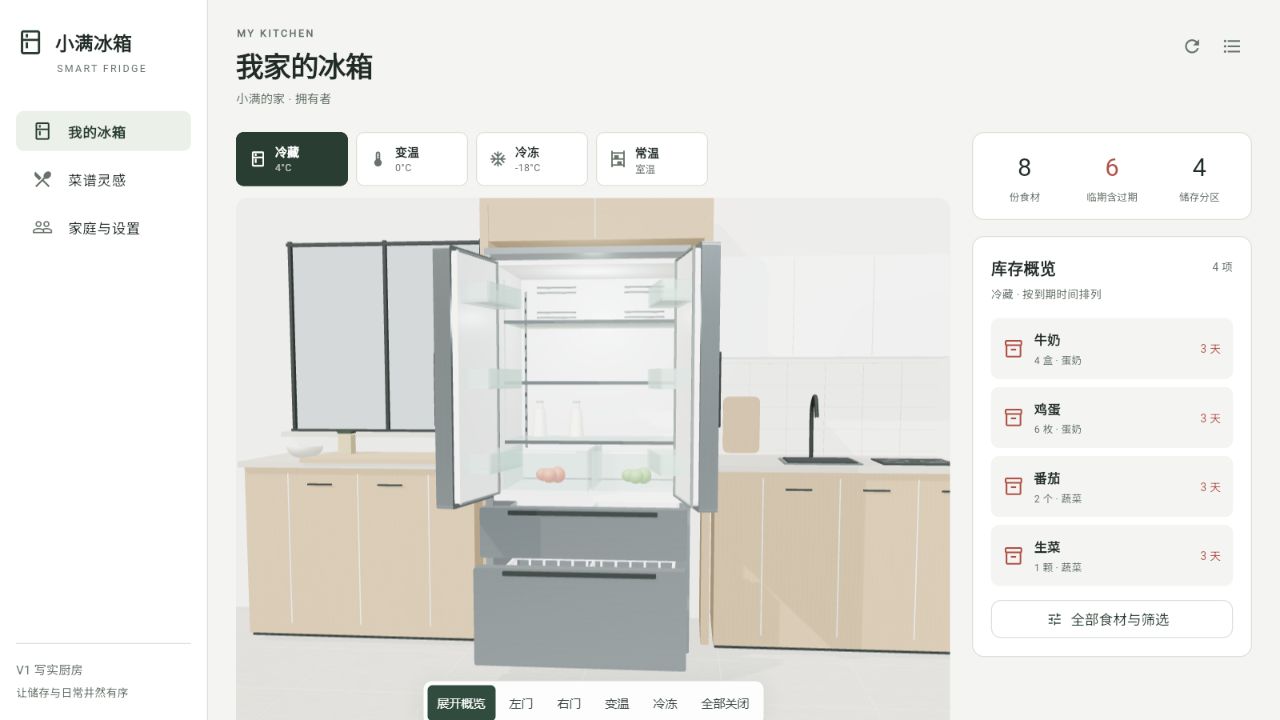 小满冰箱
SMART FRIDGE
我的冰箱
菜谱灵感
家庭与设置
V1 写实厨房
让储存与日常井然有序
MY KITCHEN
我家的冰箱
小满的家 · 拥有者
冷藏
4°C
变温
0°C
冷冻
-18°C
常温
室温
展开概览
左门
右门
变温
冷冻
全部关闭
8
份食材
6
临期含过期
4
储存分区
库存概览
4 项
冷藏 · 按到期时间排列
牛奶
4 盒 · 蛋奶
3 天
鸡蛋
6 枚 · 蛋奶
3 天
番茄
2 个 · 蔬菜
3 天
生菜
1 颗 · 蔬菜
3 天
全部食材与筛选